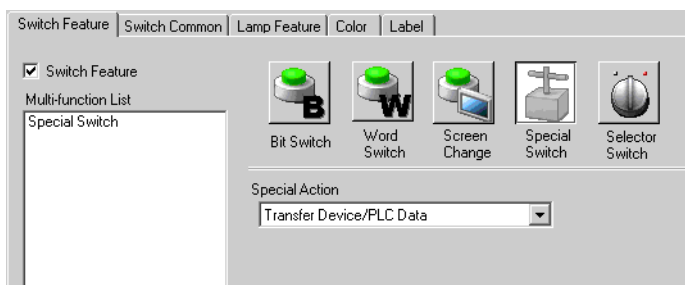 Switch Feature Switch Common Lamp Feature Color Label
Switch Feature
Multi-function List
Special Switch
B
W
Bit Switch
Word Switch
Screen Change
Special Switch
Selector Switch
Special Action
Transfer Device/PLC Data